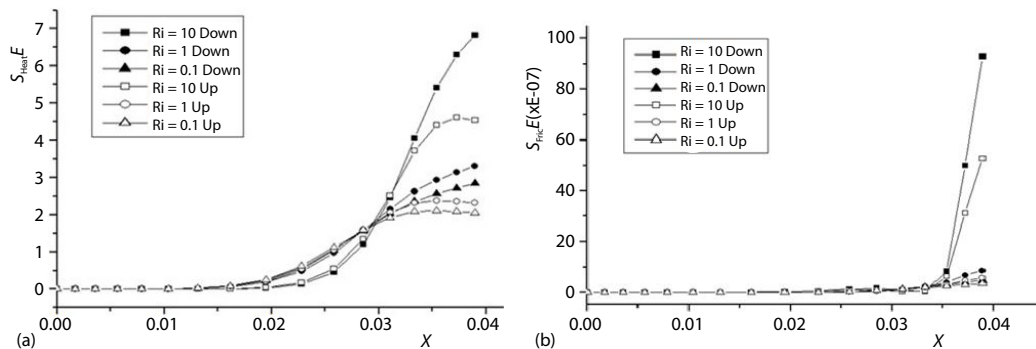 7
6
5
4
3
2
1
0
S_Heat E
Ri = 10 Down
Ri = 1 Down
Ri = 0.1 Down
Ri = 10 Up
Ri = 1 Up
Ri = 0.1 Up
0.00 0.01 0.02 0.03 0.04
(a) X
100
80
60
40
20
0
S_Fric E(xE-07)
Ri = 10 Down
Ri = 1 Down
Ri = 0.1 Down
Ri = 10 Up
Ri = 1 Up
Ri = 0.1 Up
0.00 0.01 0.02 0.03 0.04
(b) X